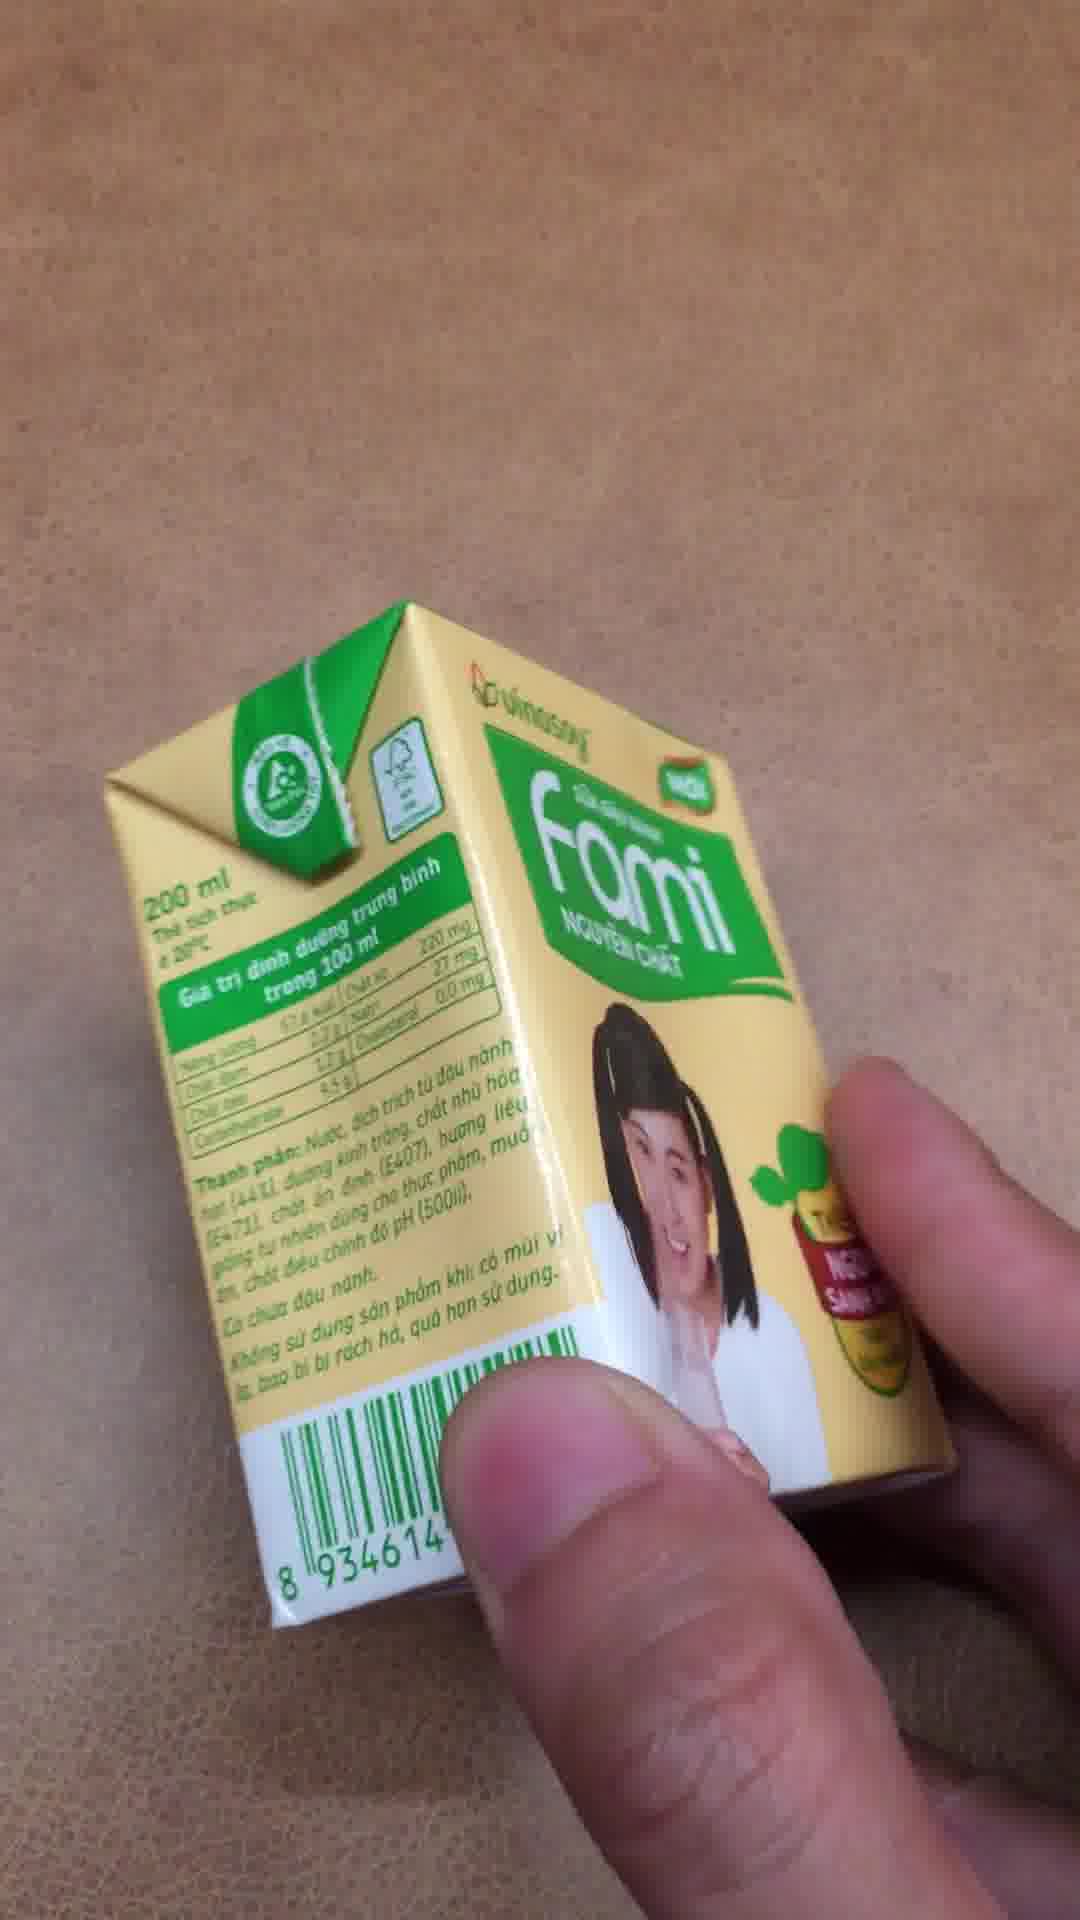 200 ml
Thể tích thực
ở 20°C
Giá trị dinh dưỡng trung bình
trong 100 ml
Năng lượng
Chất xơ 220 mg
Chất đạm
Natri 27 mg
Chất béo 1,7 g
Cholesterol 0,0 mg
Carbohydrate
Thành phần: Nước, dịch trích từ đậu nành
hạt (44%), đường kính trắng, chất nhũ hóa
(E471), chất ổn định (E407), hương liệu
giống tự nhiên dùng cho thực phẩm, muối
ăn, chất điều chỉnh độ pH (500ii).
Có chứa đậu nành.
Không sử dụng sản phẩm khi: có mùi vị
lạ, bao bì bị rách hở, quá hạn sử dụng.
8 934614
vinasoy
MỚI
SỮA ĐẬU NÀNH
Fami
NGUYÊN CHẤT